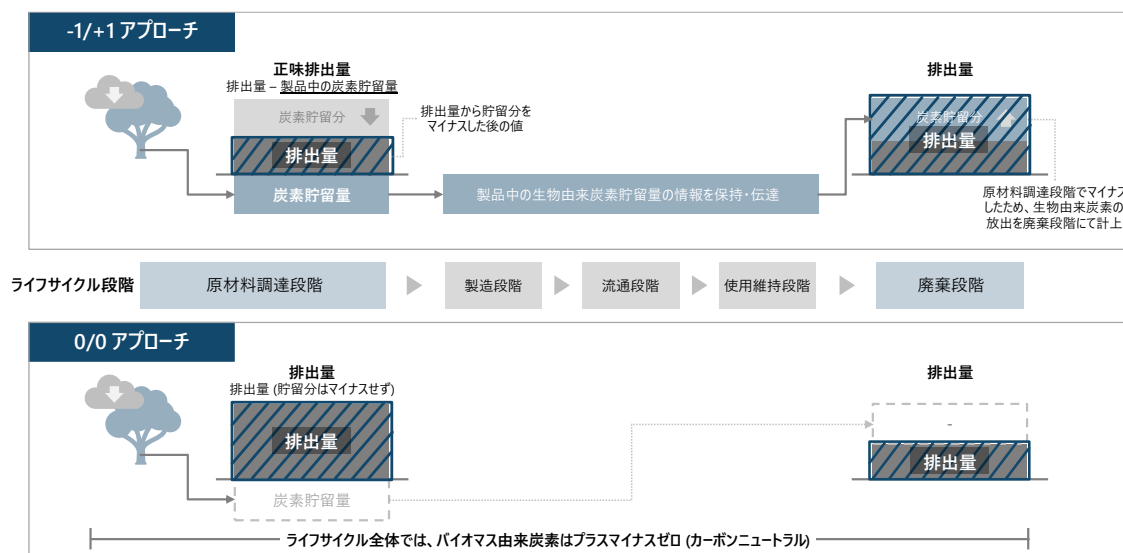 -1/+1 アプローチ
正味排出量
排出量 – 製品中の炭素貯留量
炭素貯留分
排出量から貯留分を
マイナスした後の値
排出量
炭素貯留量
製品中の生物由来炭素貯留量の情報を保持・伝達
排出量
炭素貯留分
排出量
原材料調達段階でマイナス
したため、生物由来炭素の
放出を廃棄段階にて計上
ライフサイクル段階
原材料調達段階
製造段階
流通段階
使用維持段階
廃棄段階
0/0 アプローチ
排出量
排出量 (貯留分はマイナスせず)
排出量
炭素貯留量
排出量
-
排出量
ライフサイクル全体では、バイオマス由来炭素はプラスマイナスゼロ (カーボンニュートラル)